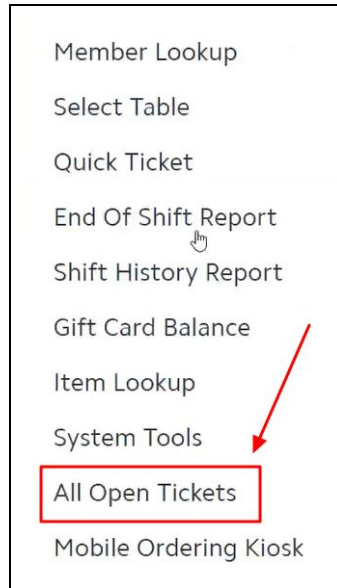 Member Lookup
Select Table
Quick Ticket
End Of Shift Report
Shift History Report
Gift Card Balance
Item Lookup
System Tools
All Open Tickets
Mobile Ordering Kiosk